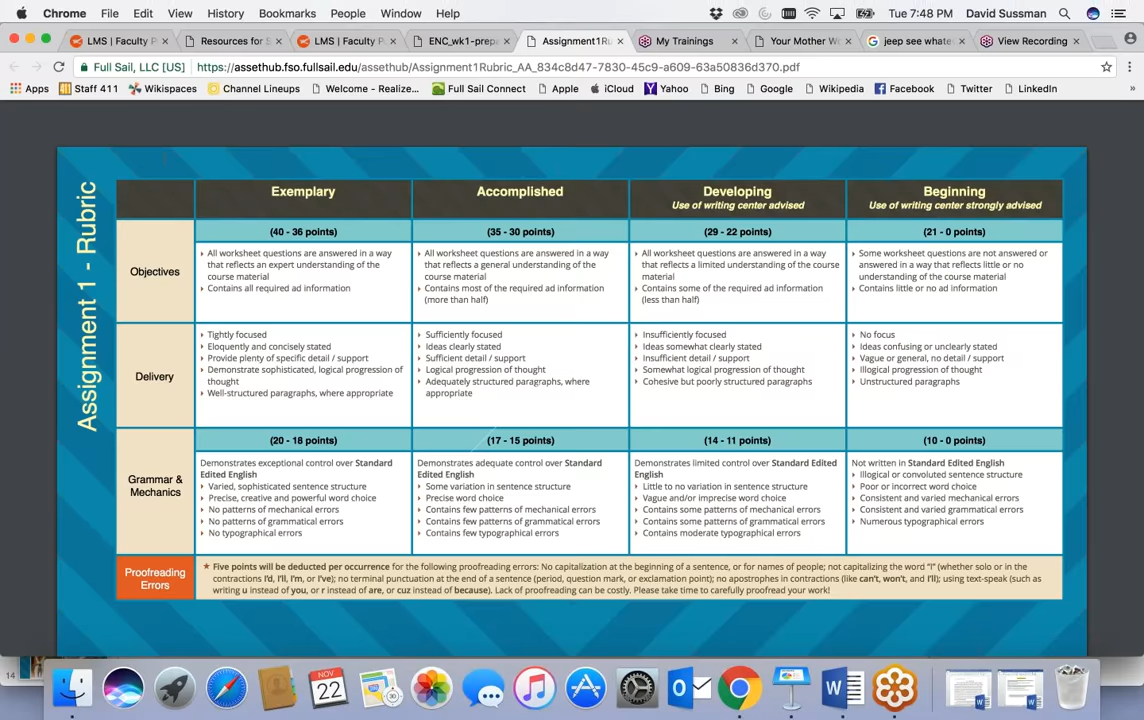 Chrome File Edit View History Bookmarks People Window Help Tue 7:48 PM David Sussman
LMS | Faculty P × Resources for S × LMS | Faculty P × ENC_wk1-prepa × Assignment1Ru × My Trainings × Your Mother Wo × jeep see whate × View Recording ×
Full Sail, LLC [US] https://assethub.fso.fullsail.edu/assethub/Assignment1Rubric_AA_834c8d47-7830-45c9-a609-63a50836d370.pdf
Apps Staff 411 Wikispaces Channel Lineups Welcome - Realize... Full Sail Connect Apple iCloud Yahoo Bing Google Wikipedia Facebook Twitter LinkedIn »
Assignment 1 - Rubric
Exemplary
Accomplished
Developing
Use of writing center advised
Beginning
Use of writing center strongly advised
Objectives
(40 - 36 points)
All worksheet questions are answered in a way
that reflects an expert understanding of the
course material
Contains all required ad information
(35 - 30 points)
All worksheet questions are answered in a way
that reflects a general understanding of the
course material
Contains most of the required ad information
(more than half)
(29 - 22 points)
All worksheet questions are answered in a way
that reflects a limited understanding of the course
material
Contains some of the required ad information
(less than half)
(21 - 0 points)
Some worksheet questions are not answered or
answered in a way that reflects little or no
understanding of the course material
Contains little or no ad information
Delivery
Tightly focused
Eloquently and concisely stated
Provide plenty of specific detail / support
Demonstrate sophisticated, logical progression of
thought
Well-structured paragraphs, where appropriate
Sufficiently focused
Ideas clearly stated
Sufficient detail / support
Logical progression of thought
Adequately structured paragraphs, where
appropriate
Insufficiently focused
Ideas somewhat clearly stated
Insufficient detail / support
Somewhat logical progression of thought
Cohesive but poorly structured paragraphs
No focus
Ideas confusing or unclearly stated
Vague or general, no detail / support
Illogical progression of thought
Unstructured paragraphs
Grammar &
Mechanics
(20 - 18 points)
Demonstrates exceptional control over Standard
Edited English
Varied, sophisticated sentence structure
Precise, creative and powerful word choice
No patterns of mechanical errors
No patterns of grammatical errors
No typographical errors
(17 - 15 points)
Demonstrates adequate control over Standard
Edited English
Some variation in sentence structure
Precise word choice
Contains few patterns of mechanical errors
Contains few patterns of grammatical errors
Contains few typographical errors
(14 - 11 points)
Demonstrates limited control over Standard Edited
English
Little to no variation in sentence structure
Vague and/or imprecise word choice
Contains some patterns of mechanical errors
Contains some patterns of grammatical errors
Contains moderate typographical errors
(10 - 0 points)
Not written in Standard Edited English
Illogical or convoluted sentence structure
Poor or incorrect word choice
Consistent and varied mechanical errors
Consistent and varied grammatical errors
Numerous typographical errors
Proofreading
Errors
★ Five points will be deducted per occurrence for the following proofreading errors: No capitalization at the beginning of a sentence, or for names of people; not capitalizing the word "I" (whether solo or in the
contractions I'd, I'll, I'm, or I've); no terminal punctuation at the end of a sentence (period, question mark, or exclamation point); no apostrophes in contractions (like can't, won't, and I'll); using text-speak (such as
writing u instead of you, or r instead of are, or cuz instead of because). Lack of proofreading can be costly. Please take time to carefully proofread your work!
14
NOV
22